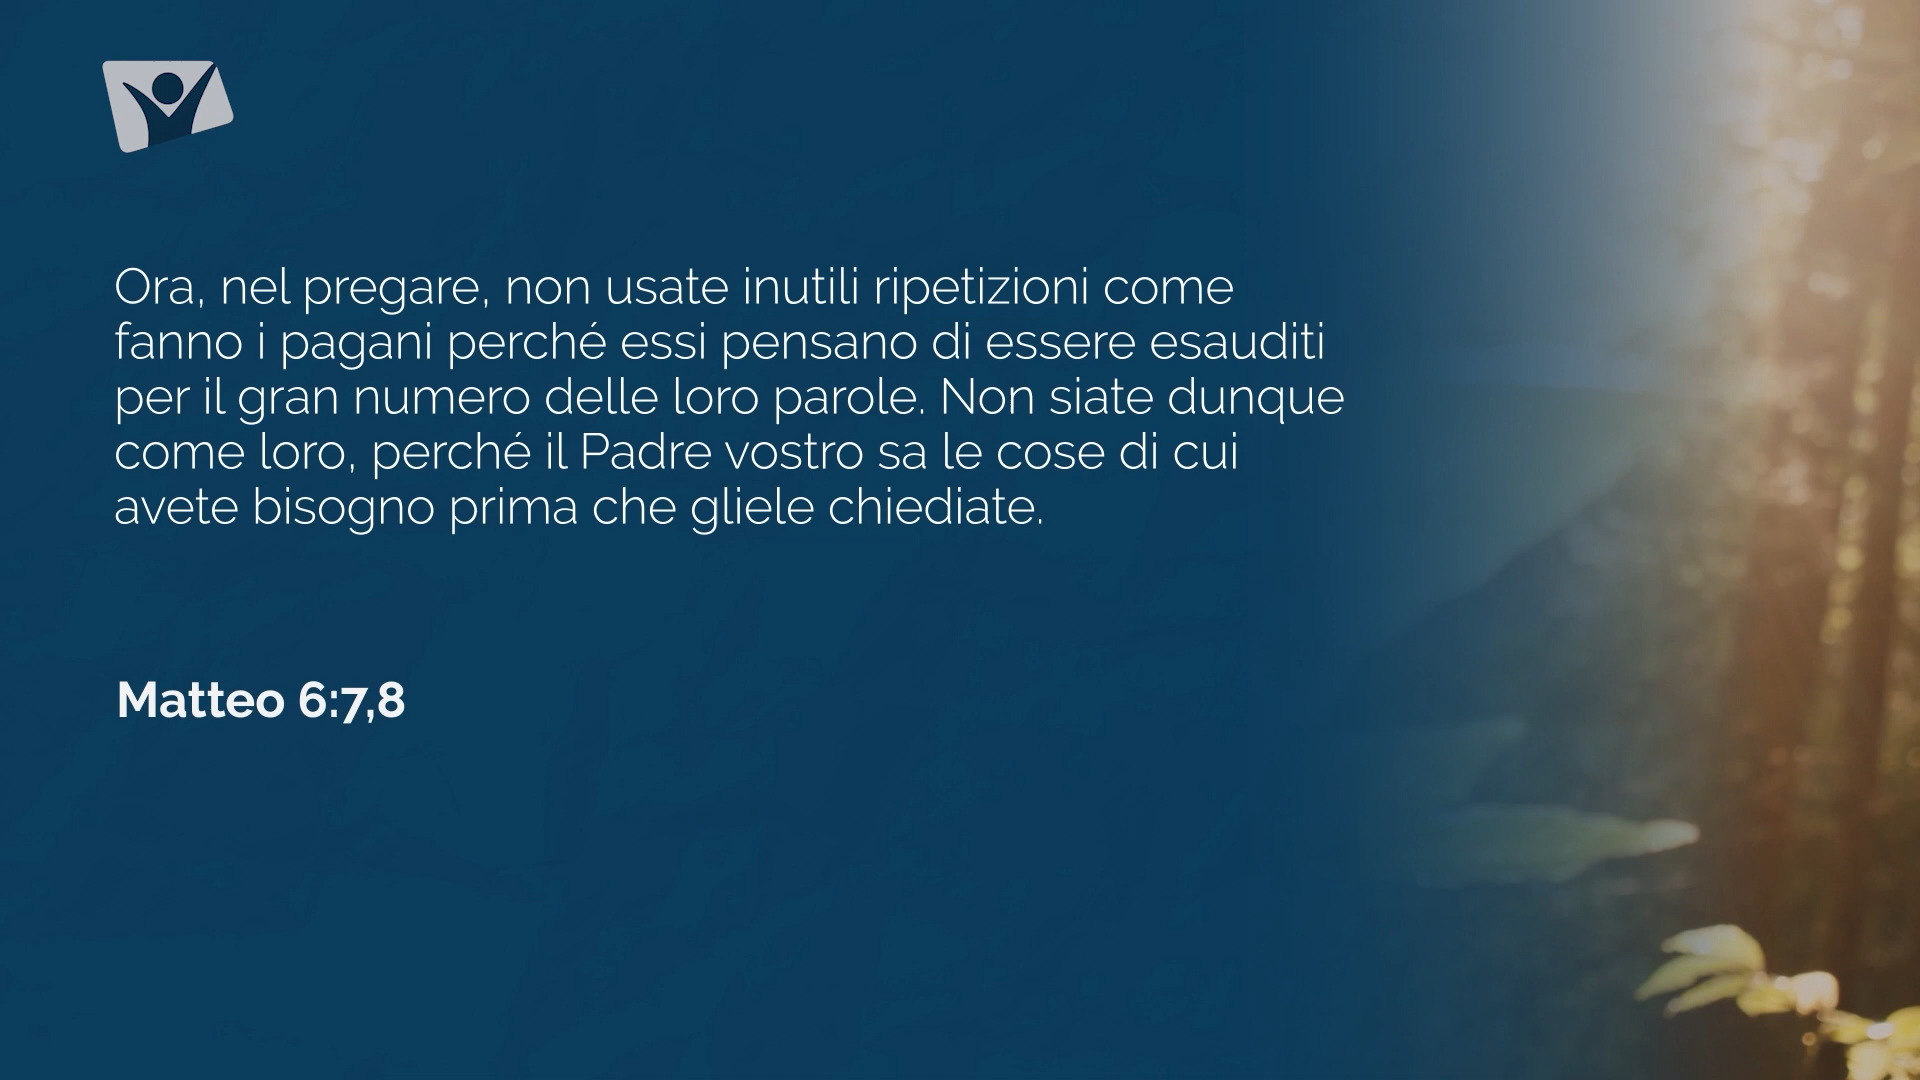 Ora, nel pregare, non usate inutili ripetizioni come
fanno i pagani perché essi pensano di essere esauditi
per il gran numero delle loro parole. Non siate dunque
come loro, perché il Padre vostro sa le cose di cui
avete bisogno prima che gliele chiediate.
Matteo 6:7,8